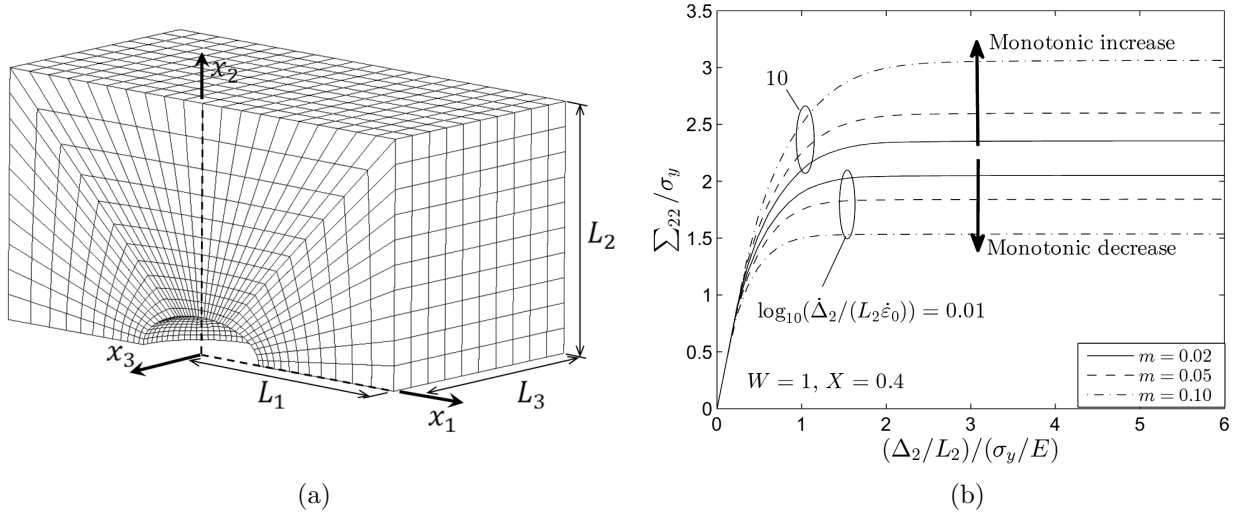 x₂
x₃
x₁
L₁
L₂
L₃
(a)
3.5
3
2.5
2
1.5
1
0.5
0
0 1 2 3 4 5 6
∑₂₂/σ_y
(Δ₂/L₂)/(σ_y/E)
Monotonic increase
10
Monotonic decrease
log₁₀(Δ̇₂/(L₂ε̇₀)) = 0.01
W = 1, X = 0.4
m = 0.02
m = 0.05
m = 0.10
(b)